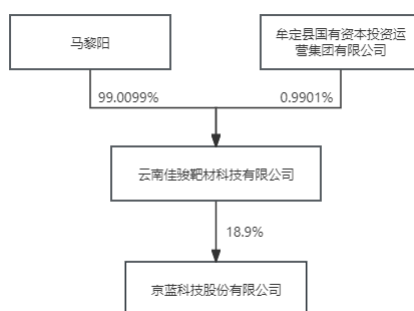 马黎阳
牟定县国有资本投资运
营集团有限公司
99.0099%
0.9901%
云南佳骏靶材科技有限公司
18.9%
京蓝科技股份有限公司